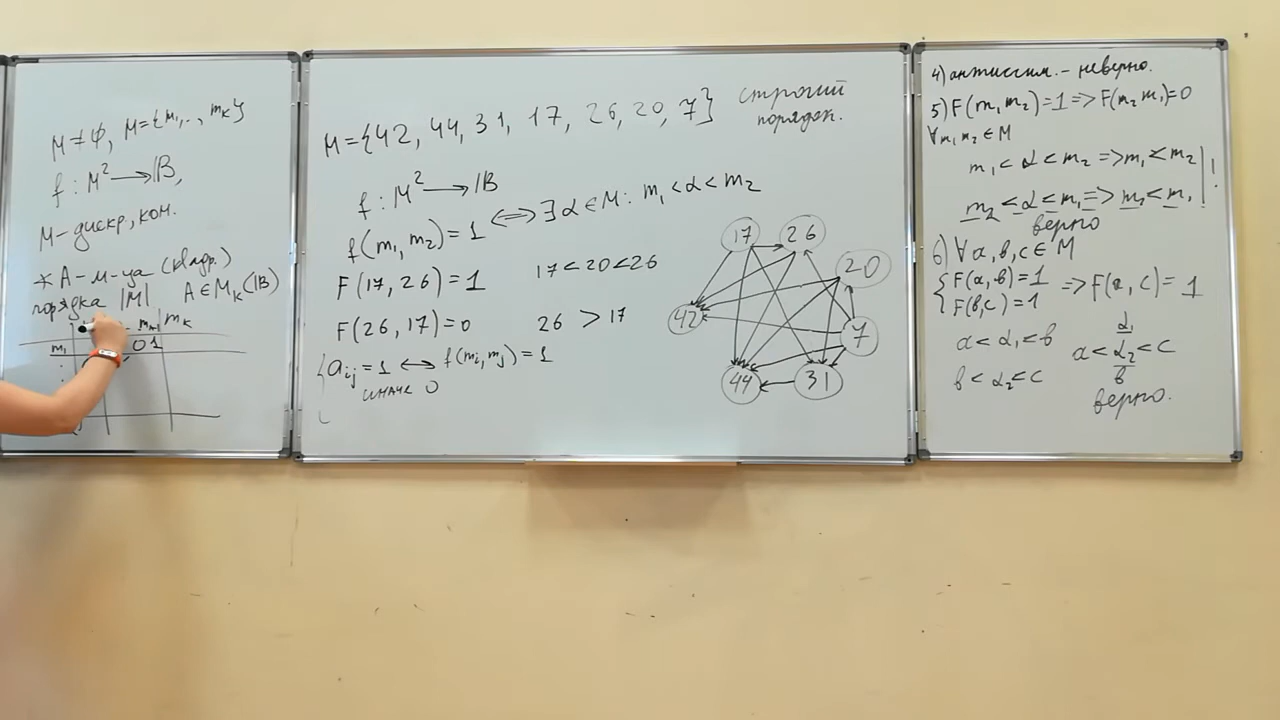 M ≠ ∅, M={m₁,.., mₖ}
f : M² → B,
M - дискр, кон.
* A - м-ца (квадр.)
порядка |M|, A ∈ Mₖ(B)
mₖ₋₁ mₖ
m₁ 0 1
M={42, 44, 31, 17, 26, 20, 7}
строгий
порядок.
f : M² → B
f(m₁, m₂) = 1 ⟺ ∃ α ∈ M : m₁ < α < m₂
F(17, 26) = 1 17 < 20 < 26
F(26, 17) = 0 26 > 17
aᵢⱼ = 1 ↔ f(mᵢ, mⱼ) = 1
иначе 0
17 26
20
42 7
44 31
4) антисим. - неверно.
5) F(m₁ m₂) = 1 => F(m₂ m₁) = 0
∀ m₁ m₂ ∈ M
m₁ < α < m₂ => m₁ < m₂
m₂ < α < m₁ => m₂ < m₁ !
верно
6) ∀ a, b, c ∈ M
{ F(a, b) = 1
F(b, c) = 1 => F(a, c) = 1
a < α₁ < b
b < α₂ < c
α₁
a < α₂ < c
b
верно.